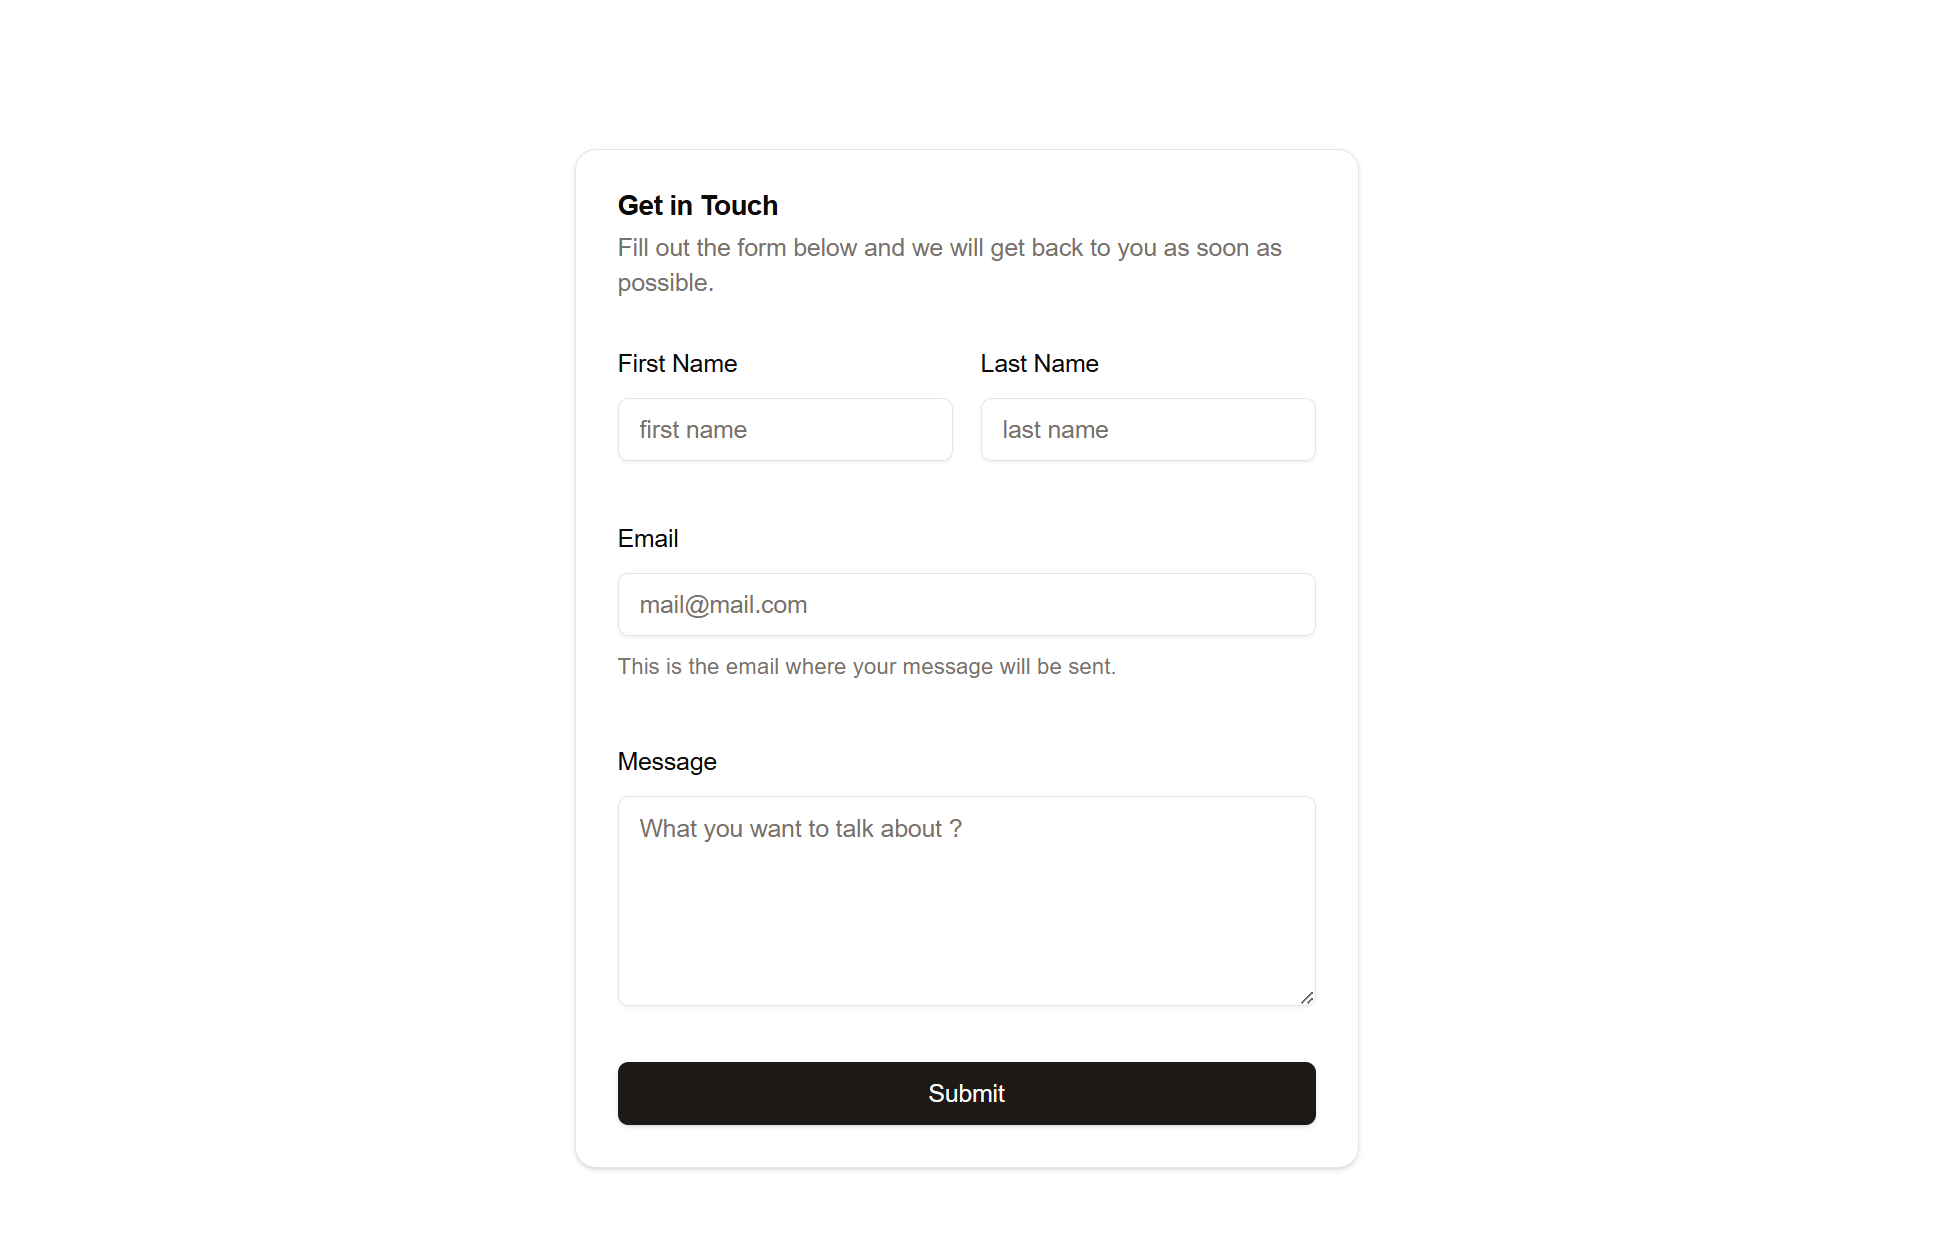 Get in Touch
Fill out the form below and we will get back to you as soon as
possible.
First Name
Last Name
first name
last name
Email
mail@mail.com
This is the email where your message will be sent.
Message
What you want to talk about ?
Submit